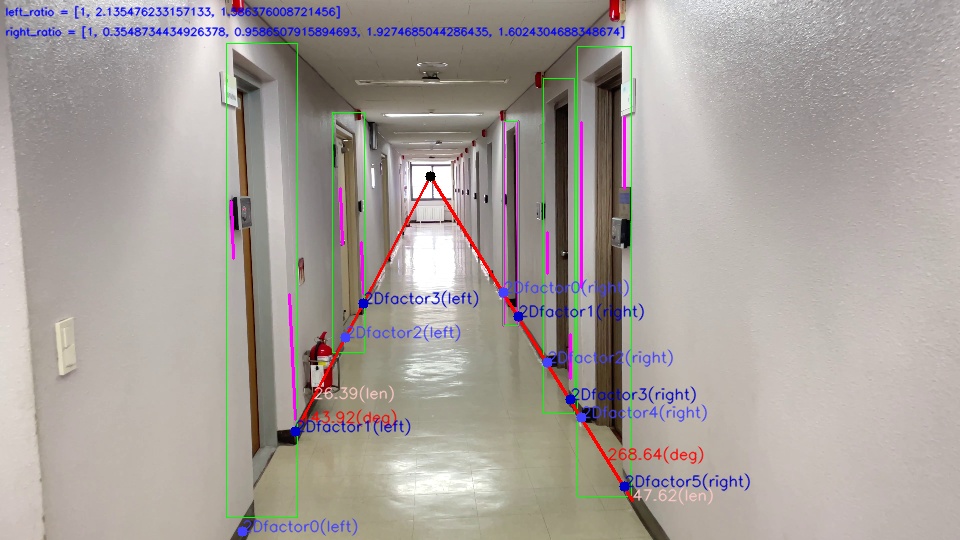 left_ratio = [1, 2.135476233157133, 1.386376008721456]
right_ratio = [1, 0.3548734434926378, 0.9586507915894693, 1.9274685044286435, 1.6024304688348674]
2Dfactor0(right)
2Dfactor3(left)
2Dfactor1(right)
2Dfactor2(left)
2Dfactor2(right)
26.39(len)
2Dfactor3(right)
2Dfactor4(right)
43.92(deg)
2Dfactor1(left)
268.64(deg)
2Dfactor5(right)
47.62(len)
2Dfactor0(left)